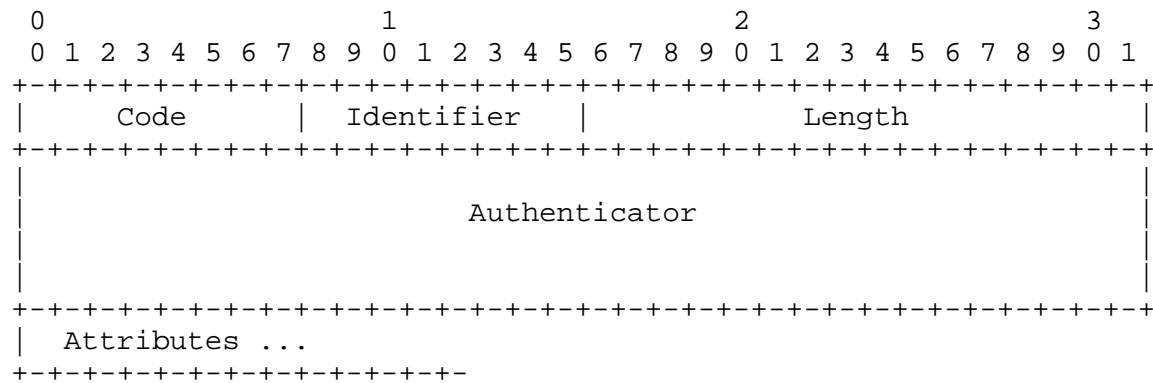 0                   1                   2                   3
 0 1 2 3 4 5 6 7 8 9 0 1 2 3 4 5 6 7 8 9 0 1 2 3 4 5 6 7 8 9 0 1
+-+-+-+-+-+-+-+-+-+-+-+-+-+-+-+-+-+-+-+-+-+-+-+-+-+-+-+-+-+-+-+-+
|     Code      |  Identifier   |            Length             |
+-+-+-+-+-+-+-+-+-+-+-+-+-+-+-+-+-+-+-+-+-+-+-+-+-+-+-+-+-+-+-+-+
|                                                               |
|                         Authenticator                         |
|                                                               |
|                                                               |
+-+-+-+-+-+-+-+-+-+-+-+-+-+-+-+-+-+-+-+-+-+-+-+-+-+-+-+-+-+-+-+-+
|  Attributes ...
+-+-+-+-+-+-+-+-+-+-+-+-+-